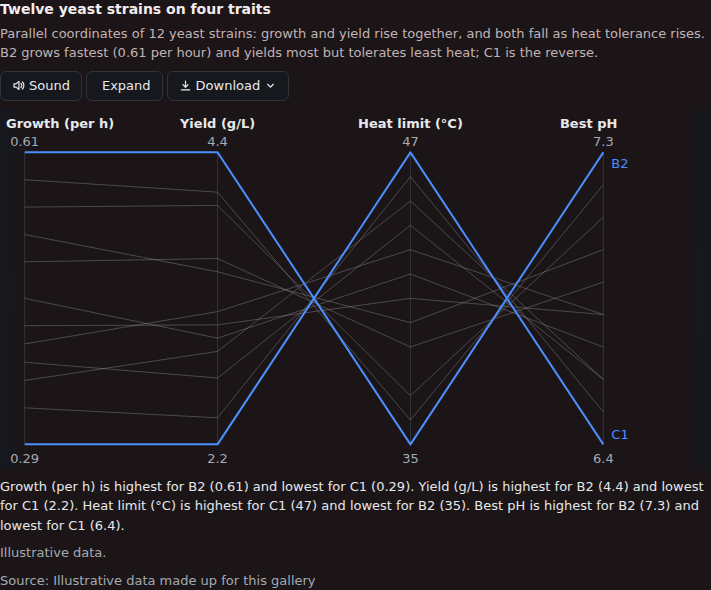 Twelve yeast strains on four traits
Parallel coordinates of 12 yeast strains: growth and yield rise together, and both fall as heat tolerance rises.
B2 grows fastest (0.61 per hour) and yields most but tolerates least heat; C1 is the reverse.
Sound Expand Download
Growth (per h) Yield (g/L) Heat limit (°C) Best pH
0.61 4.4 47 7.3
B2
C1
0.29 2.2 35 6.4
Growth (per h) is highest for B2 (0.61) and lowest for C1 (0.29). Yield (g/L) is highest for B2 (4.4) and lowest
for C1 (2.2). Heat limit (°C) is highest for C1 (47) and lowest for B2 (35). Best pH is highest for B2 (7.3) and
lowest for C1 (6.4).
Illustrative data.
Source: Illustrative data made up for this gallery